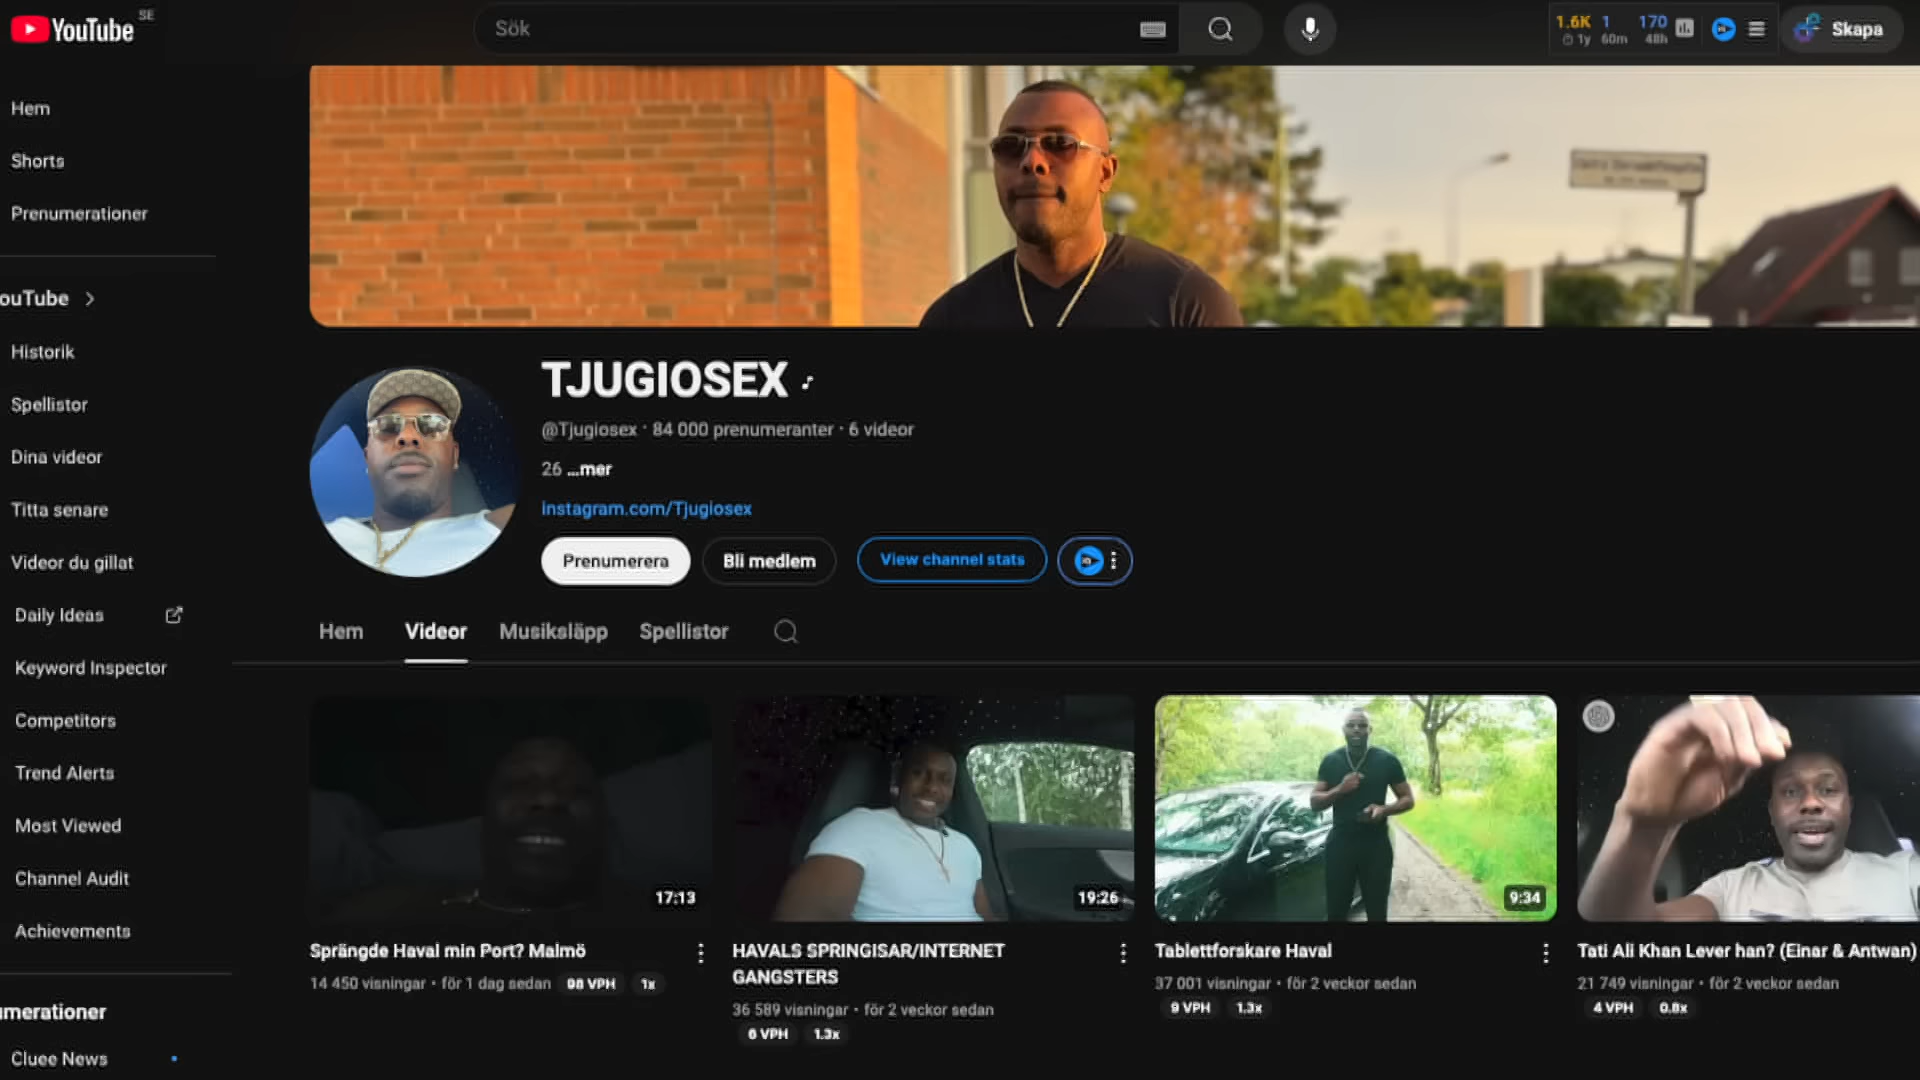 YouTube SE
Sök
1.6K 1 170
1y 60m 48h
Skapa
Hem
Shorts
Prenumerationer
ouTube
Historik
Spellistor
Dina videor
Titta senare
Videor du gillat
Daily Ideas
Keyword Inspector
Competitors
Trend Alerts
Most Viewed
Channel Audit
Achievements
merationer
Cluee News
TJUGIOSEX
@Tjugiosex · 84 000 prenumeranter · 6 videor
26 ...mer
instagram.com/Tjugiosex
Prenumerera
Bli medlem
View channel stats
Hem Videor Musiksläpp Spellistor
17:13
Sprängde Haval min Port? Malmö
14 450 visningar • för 1 dag sedan 98 VPH 1x
19:26
HAVALS SPRINGISAR/INTERNET
GANGSTERS
36 589 visningar • för 2 veckor sedan
6 VPH 1.3x
9:34
Tablettforskare Haval
37 001 visningar • för 2 veckor sedan
9 VPH 1.3x
Tati Ali Khan Lever han? (Einar & Antwan)
21 749 visningar • för 2 veckor sedan
4 VPH 0.8x